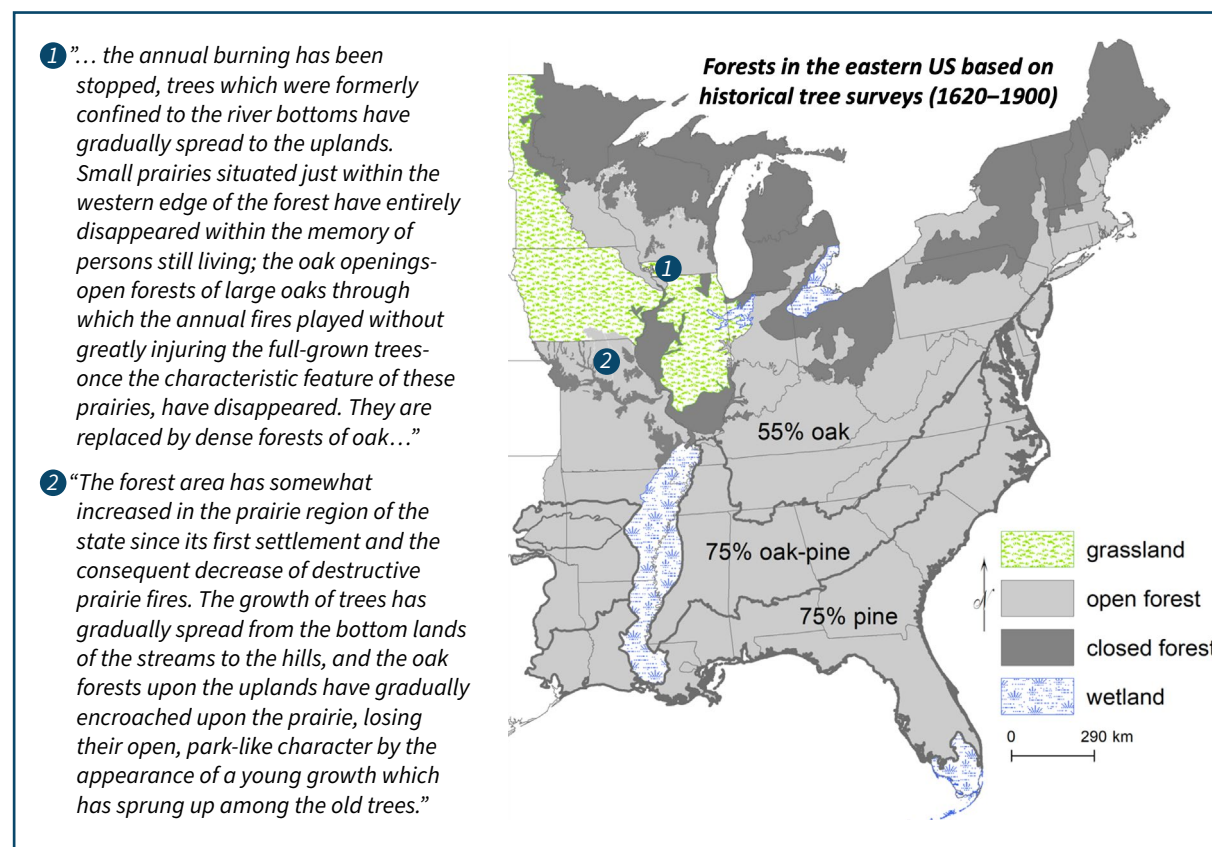 1 "… the annual burning has been
stopped, trees which were formerly
confined to the river bottoms have
gradually spread to the uplands.
Small prairies situated just within the
western edge of the forest have entirely
disappeared within the memory of
persons still living; the oak openings-
open forests of large oaks through
which the annual fires played without
greatly injuring the full-grown trees-
once the characteristic feature of these
prairies, have disappeared. They are
replaced by dense forests of oak…"
2 "The forest area has somewhat
increased in the prairie region of the
state since its first settlement and the
consequent decrease of destructive
prairie fires. The growth of trees has
gradually spread from the bottom lands
of the streams to the hills, and the oak
forests upon the uplands have gradually
encroached upon the prairie, losing
their open, park-like character by the
appearance of a young growth which
has sprung up among the old trees."
Forests in the eastern US based on
historical tree surveys (1620–1900)
1
2
55% oak
75% oak-pine
75% pine
N
grassland
open forest
closed forest
wetland
0 290 km